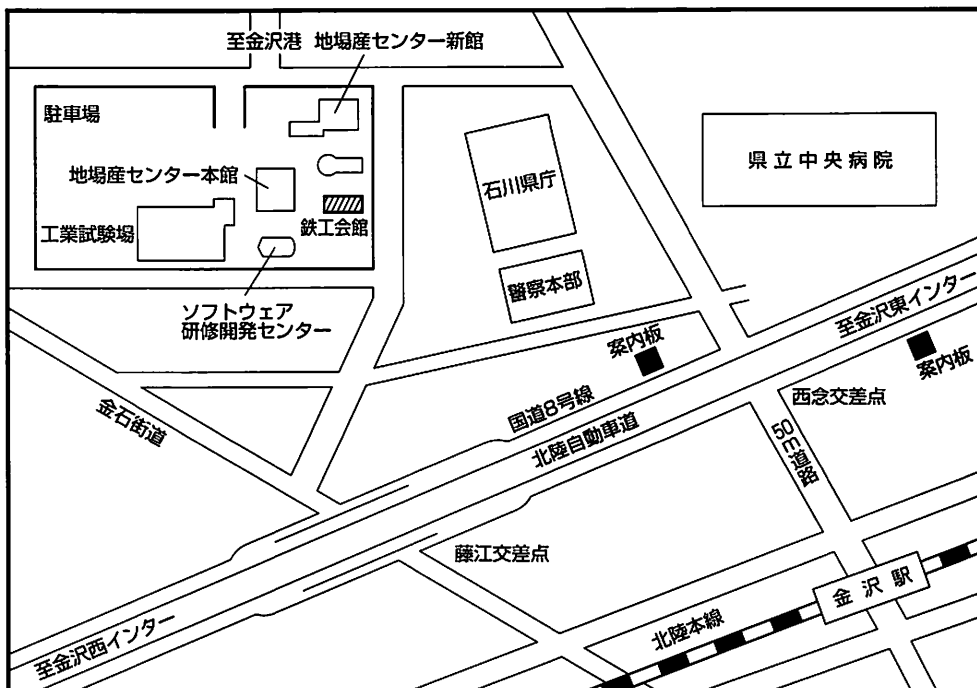 至金沢港
地場産センター新館
駐車場
県立中央病院
地場産センター本館
石川県庁
工業試験場
鉄工会館
警察本部
ソフトウェア
研修開発センター
至金沢東インター
案内板
案内板
西念交差点
金石街道
国道8号線
北陸自動車道
50m道路
藤江交差点
金沢駅
北陸本線
至金沢西インター